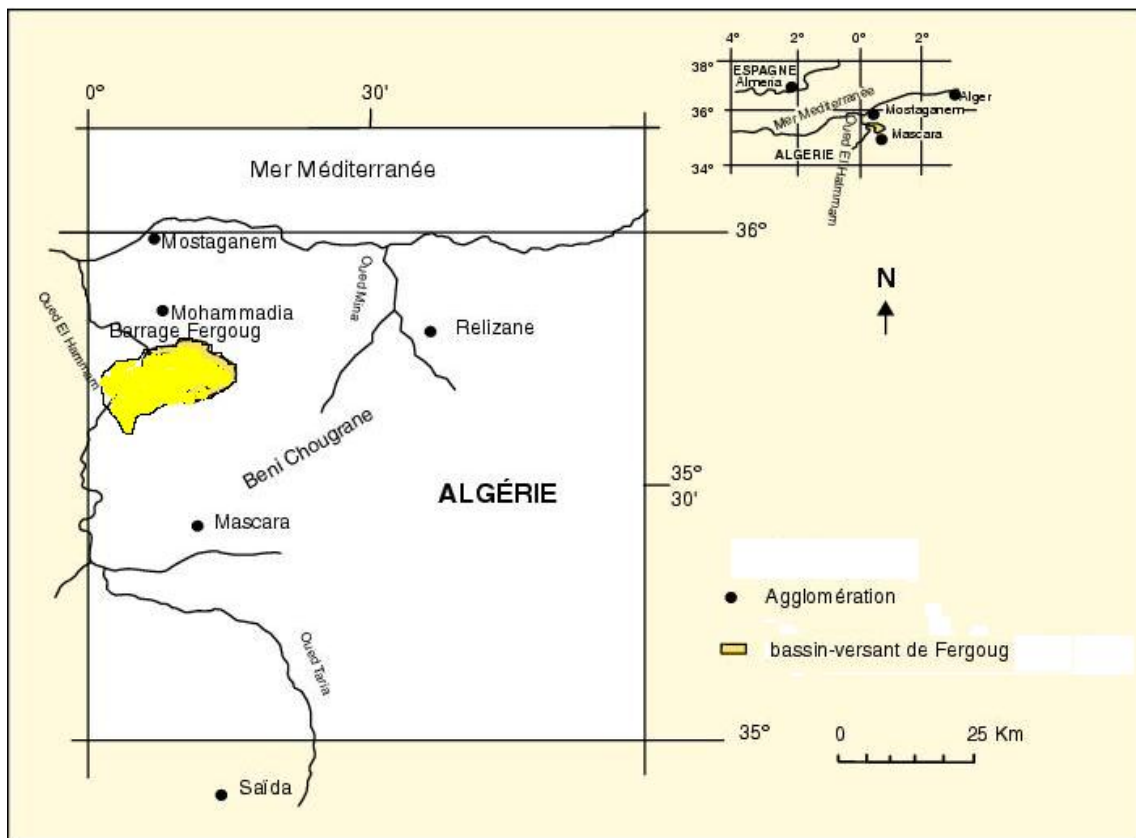 4°
2°
0°
2°
38°
ESPAGNE
Almeria
36°
Mer Mediterranée
Alger
Mostaganem
Mascara
ALGERIE
34°
Oued El Hammam
0°
30'
Mer Méditerranée
36°
Mostaganem
N
Oued El Hammam
Mohammadia
Barrage Fergoug
Oued Mina
Relizane
Beni Chougrane
35°
30'
ALGÉRIE
Mascara
Agglomération
bassin-versant de Fergoug
Oued Taria
35°
0
25 Km
Saïda